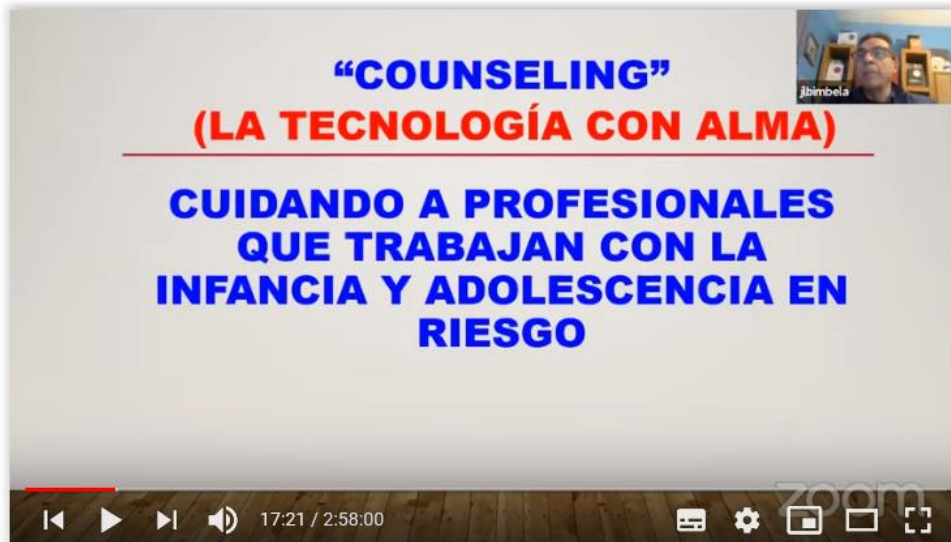 “COUNSELING”
(LA TECNOLOGÍA CON ALMA)
CUIDANDO A PROFESIONALES
QUE TRABAJAN CON LA
INFANCIA Y ADOLESCENCIA EN
RIESGO
jlbimbela
zoom
17:21 / 2:58:00